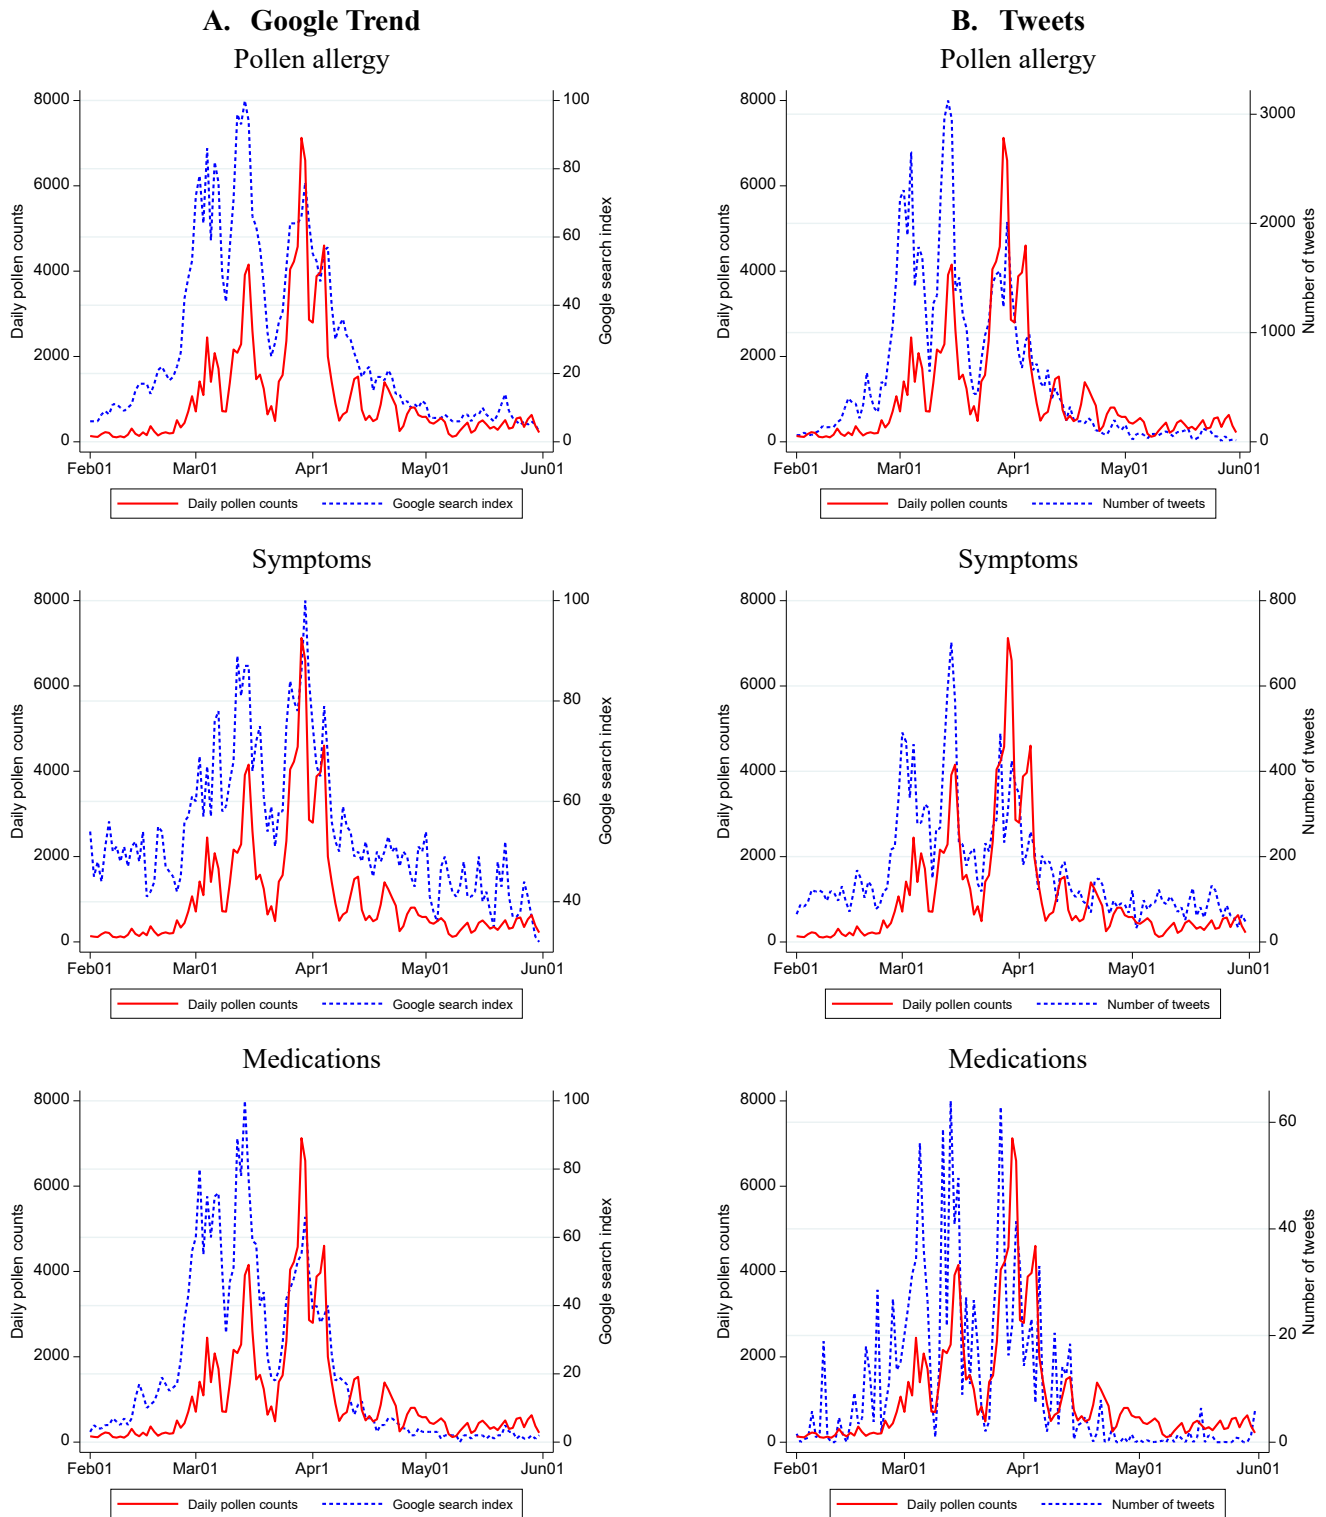 A. Google Trend
Pollen allergy
8000
6000
4000
2000
0
Daily pollen counts
100
80
60
40
20
0
Google search index
Feb01 Mar01 Apr01 May01 Jun01
Daily pollen counts Google search index
Symptoms
8000
6000
4000
2000
0
Daily pollen counts
100
80
60
40
Google search index
Feb01 Mar01 Apr01 May01 Jun01
Daily pollen counts Google search index
Medications
8000
6000
4000
2000
0
Daily pollen counts
100
80
60
40
20
0
Google search index
Feb01 Mar01 Apr01 May01 Jun01
Daily pollen counts Google search index
B. Tweets
Pollen allergy
8000
6000
4000
2000
0
Daily pollen counts
3000
2000
1000
0
Number of tweets
Feb01 Mar01 Apr01 May01 Jun01
Daily pollen counts Number of tweets
Symptoms
8000
6000
4000
2000
0
Daily pollen counts
800
600
400
200
0
Number of tweets
Feb01 Mar01 Apr01 May01 Jun01
Daily pollen counts Number of tweets
Medications
8000
6000
4000
2000
0
Daily pollen counts
60
40
20
0
Number of tweets
Feb01 Mar01 Apr01 May01 Jun01
Daily pollen counts Number of tweets